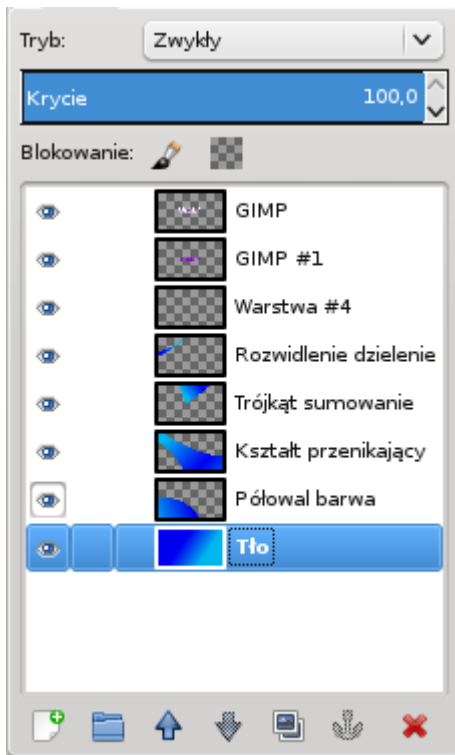 Tryb: Zwykły
Krycie 100,0
Blokowanie:
GIMP
GIMP #1
Warstwa #4
Rozwidlenie dzielenie
Trójkąt sumowanie
Kształt przenikający
Półowal barwa
Tło